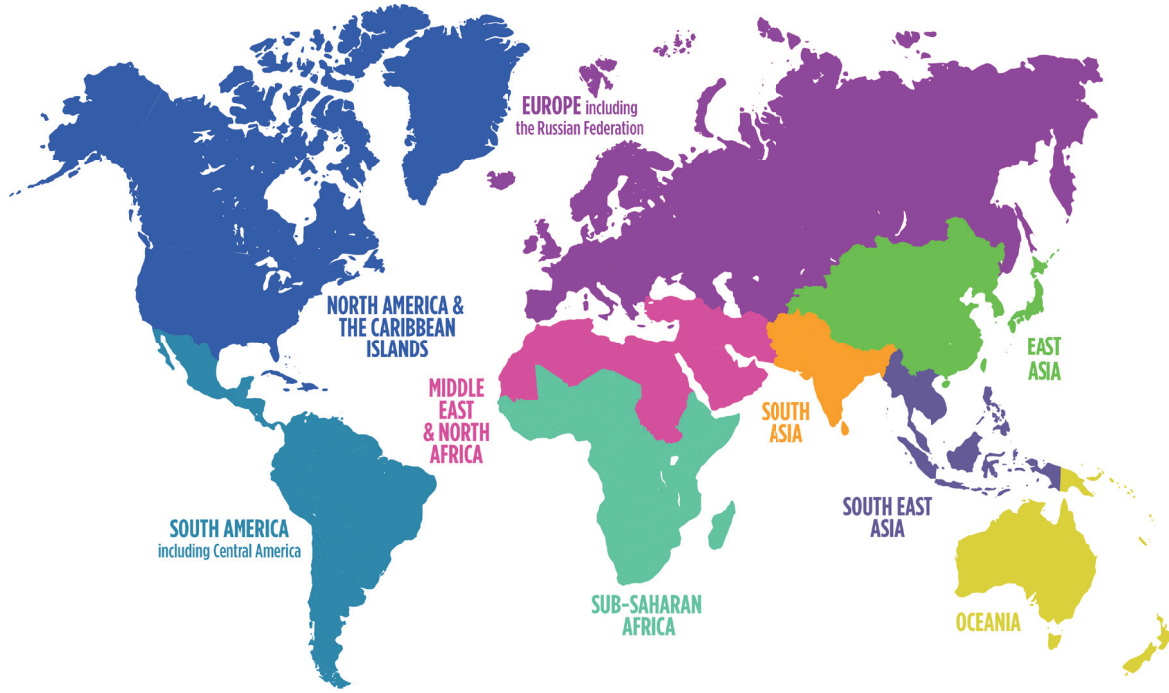 EUROPE including
the Russian Federation
NORTH AMERICA &
THE CARIBBEAN
ISLANDS
MIDDLE
EAST
& NORTH
AFRICA
SOUTH
ASIA
EAST
ASIA
SOUTH EAST
ASIA
SOUTH AMERICA
including Central America
SUB-SAHARAN
AFRICA
OCEANIA